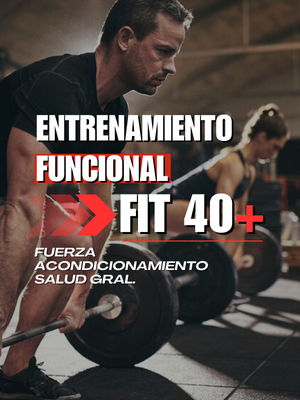 ENTRENAMIENTO
FUNCIONAL
FIT 40+
FUERZA
ACONDICIONAMIENTO
SALUD GRAL.